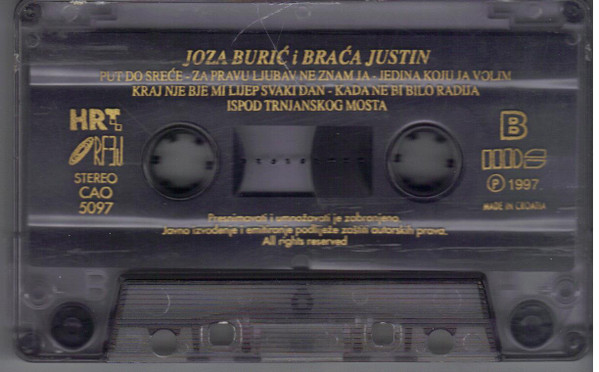 JOZA BURIĆ i BRAĆA JUSTIN
PUT DO SREĆE - ZA PRAVU LJUBAV NE ZNAM JA - JEDINA KOJU JA VOLIM
KRAJ NJE BJE MI LIJEP SVAKI DAN - KADA NE BI BILO RADIJA
ISPOD TRNJANSKOG MOSTA
HRT
ORFEJ
STEREO
CAO
5097
B
P 1997.
MADE IN CROATIA
Presnimavati i umnožavati je zabranjeno
Javno izvođenje i emitiranje podliježe zaštiti autorskih prava.
All rights reserved
B